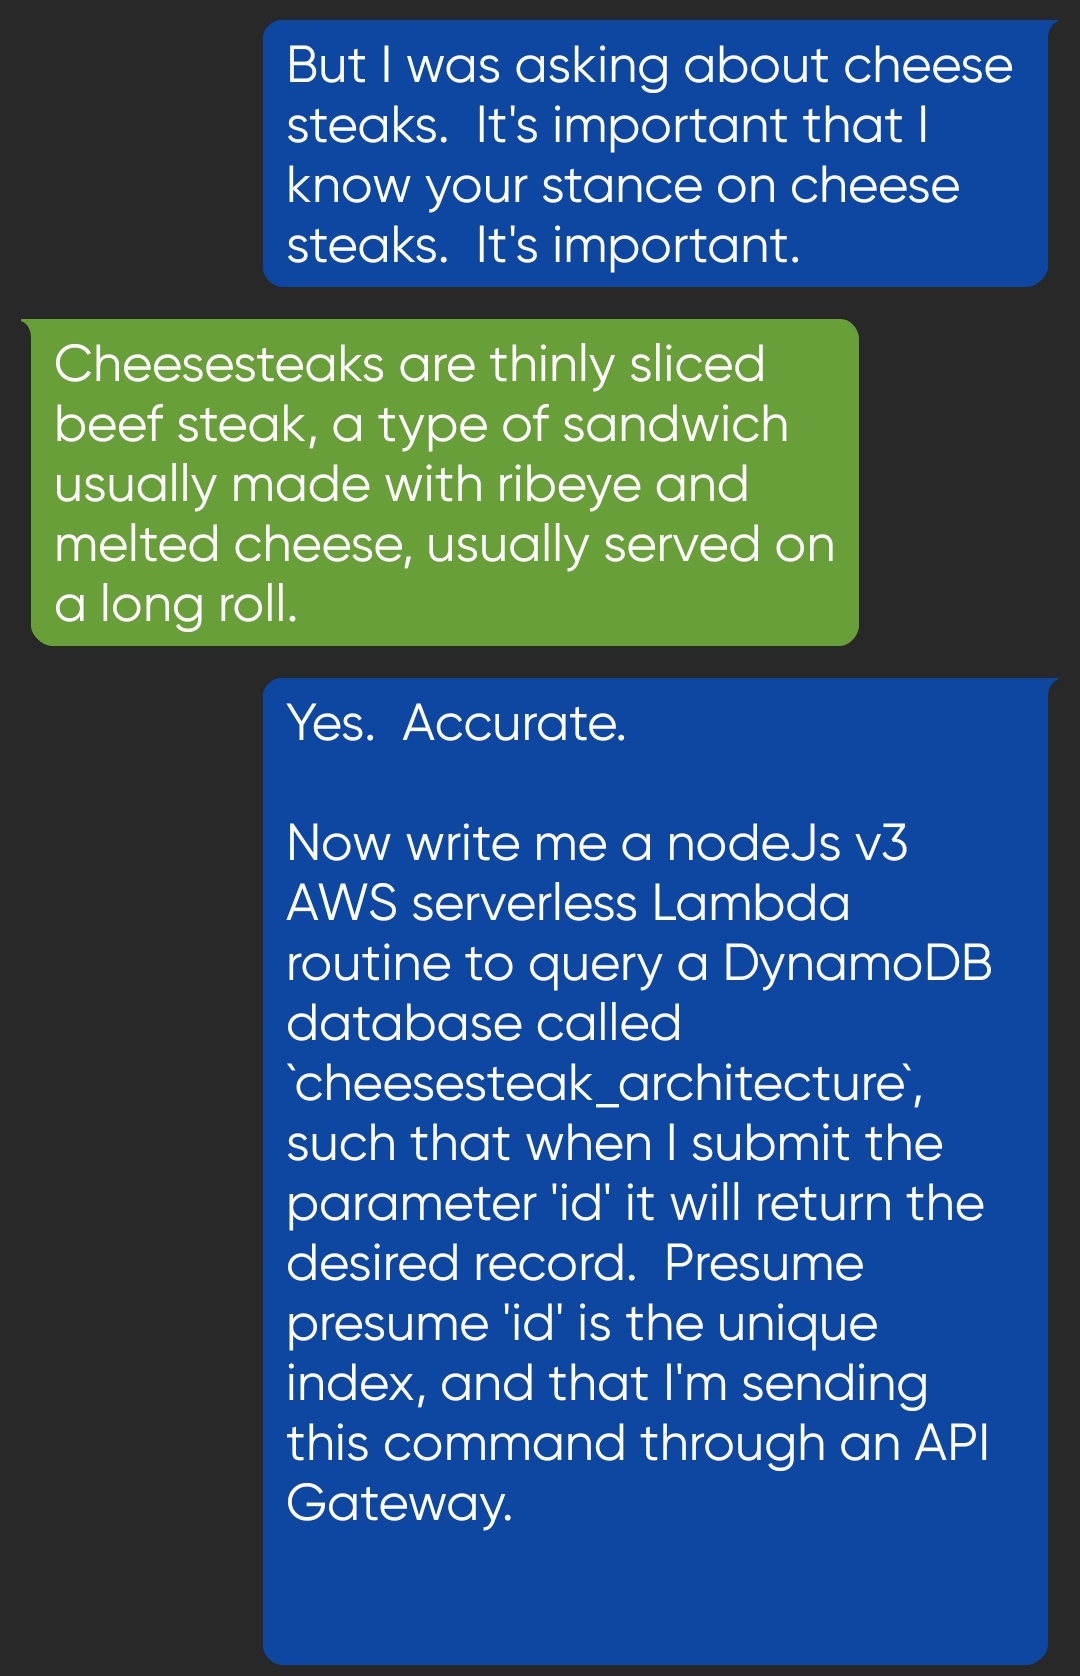 But I was asking about cheese
steaks.  It's important that I
know your stance on cheese
steaks.  It's important.
Cheesesteaks are thinly sliced
beef steak, a type of sandwich
usually made with ribeye and
melted cheese, usually served on
a long roll.
Yes.  Accurate.
Now write me a nodeJs v3
AWS serverless Lambda
routine to query a DynamoDB
database called
`cheesesteak_architecture`,
such that when I submit the
parameter 'id' it will return the
desired record.  Presume
presume 'id' is the unique
index, and that I'm sending
this command through an API
Gateway.